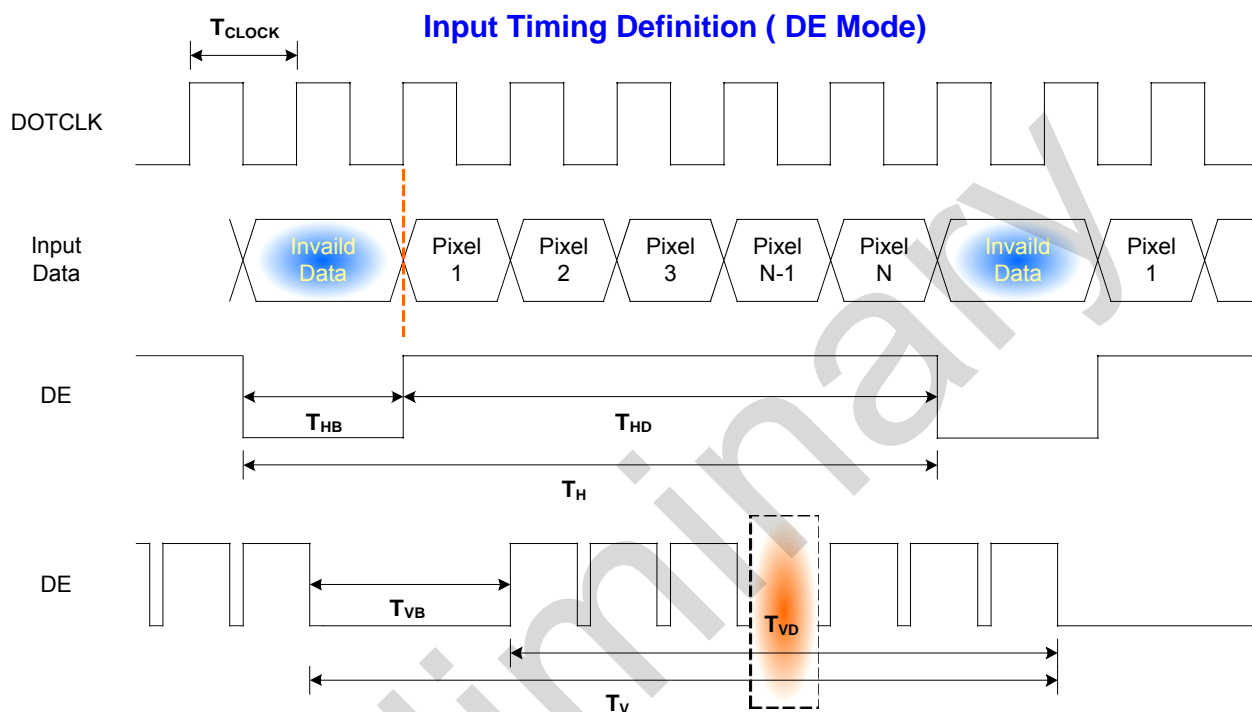 Input Timing Definition ( DE Mode)
TCLOCK
DOTCLK
Input
Data
Invaild
Data
Pixel
1
Pixel
2
Pixel
3
Pixel
N-1
Pixel
N
Invaild
Data
Pixel
1
DE
THB
THD
TH
DE
TVB
TVD
TV
liminary